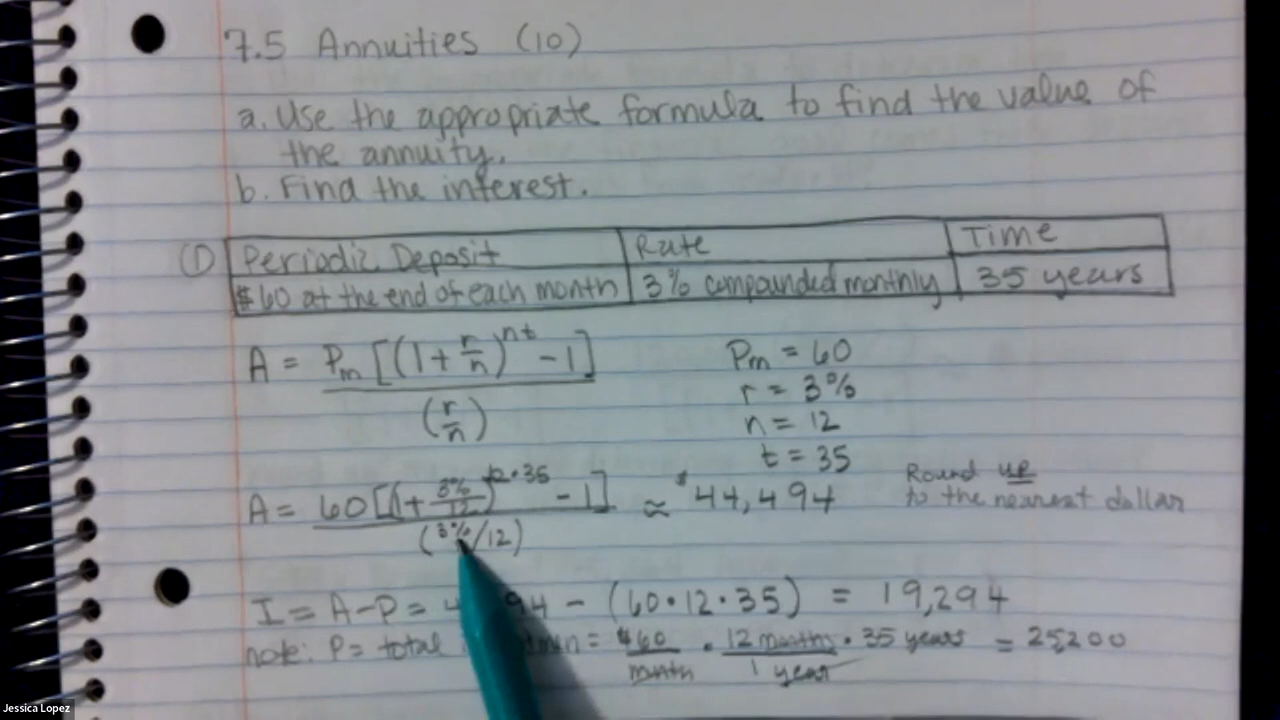 7.5 Annuities (10)
a. Use the appropriate formula to find the value of
the annuity.
b. Find the interest.
① Periodic Deposit Rate Time
$60 at the end of each month 3% compounded monthly 35 years
A = Pm [(1 + r/n)^nt - 1] / (r/n)
Pm = 60
r = 3%
n = 12
t = 35
A = 60[(1 + 3%/12)^12·35 - 1] / (3%/12) ≈ $44,494
Round up
to the nearest dollar
I = A-P = 4 94 - (60·12·35) = 19,294
note: P = total = $60/month · 12 months/1 year · 35 years = 25,200
Jessica Lopez